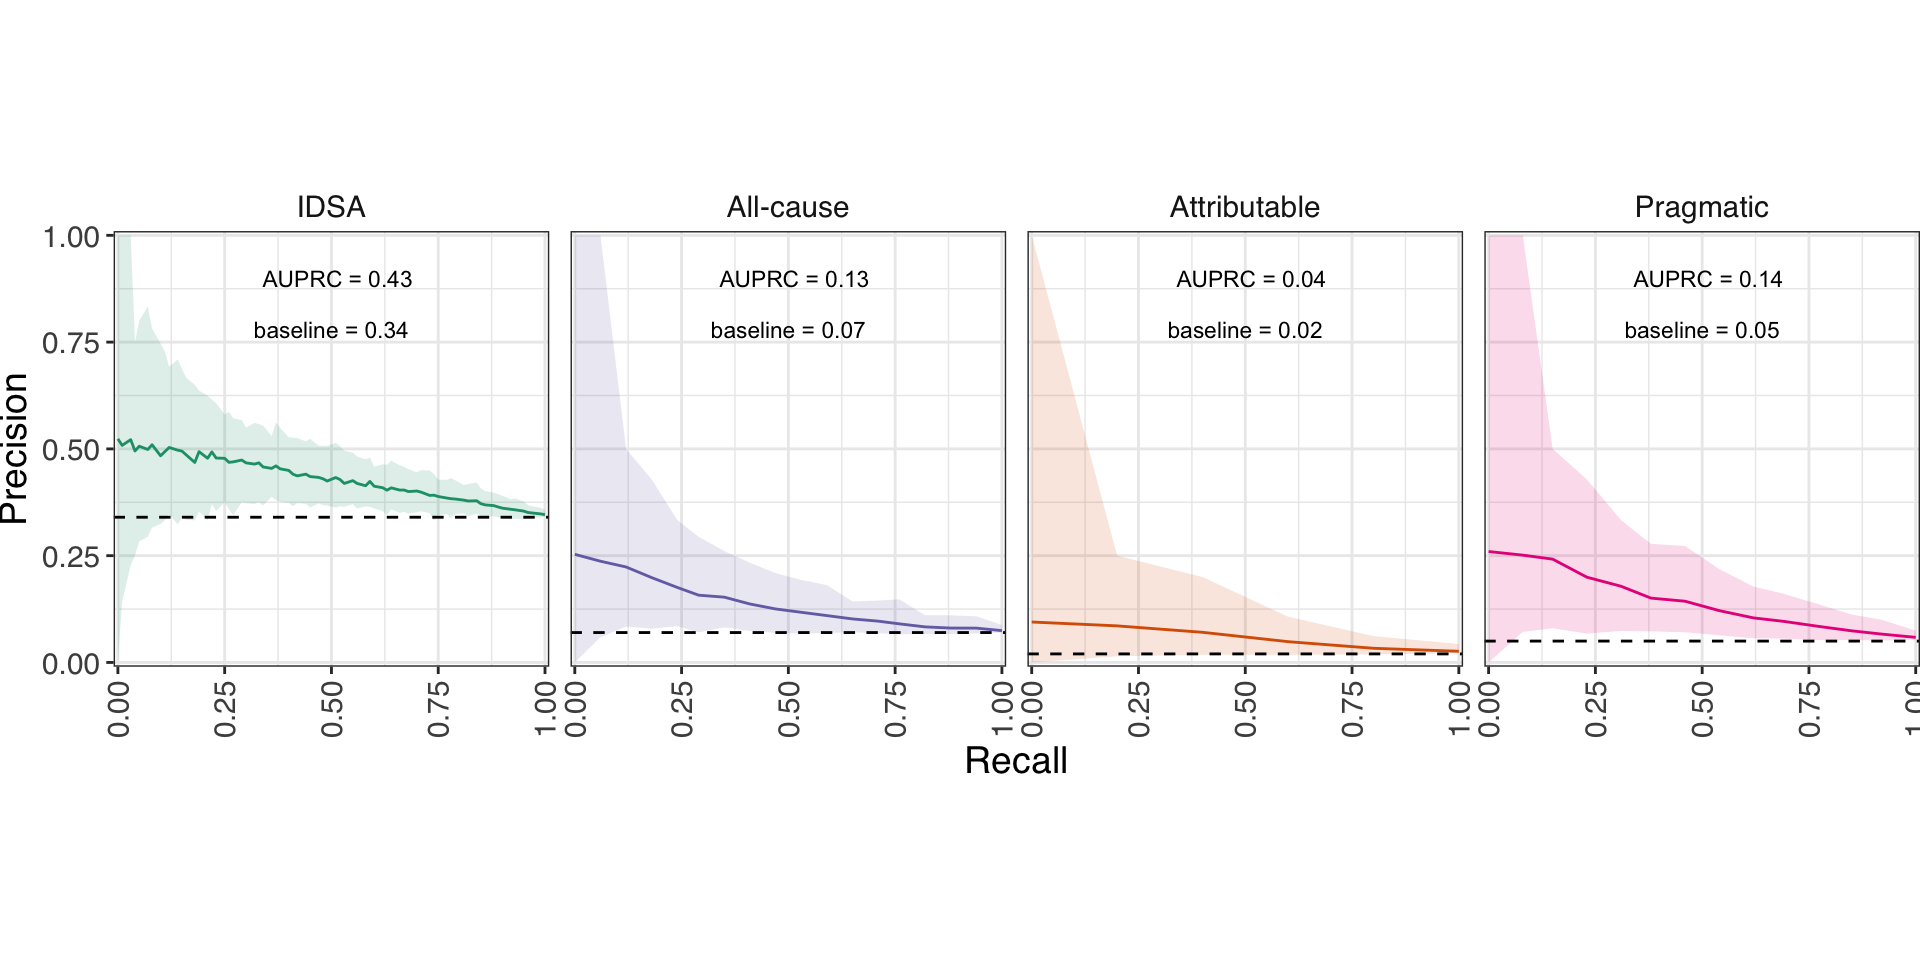 IDSA
All-cause
Attributable
Pragmatic
Precision
1.00
0.75
0.50
0.25
0.00
AUPRC = 0.43
baseline = 0.34
AUPRC = 0.13
baseline = 0.07
AUPRC = 0.04
baseline = 0.02
AUPRC = 0.14
baseline = 0.05
0.00 0.25 0.50 0.75 1.00
0.00 0.25 0.50 0.75 1.00
0.00 0.25 0.50 0.75 1.00
0.00 0.25 0.50 0.75 1.00
Recall